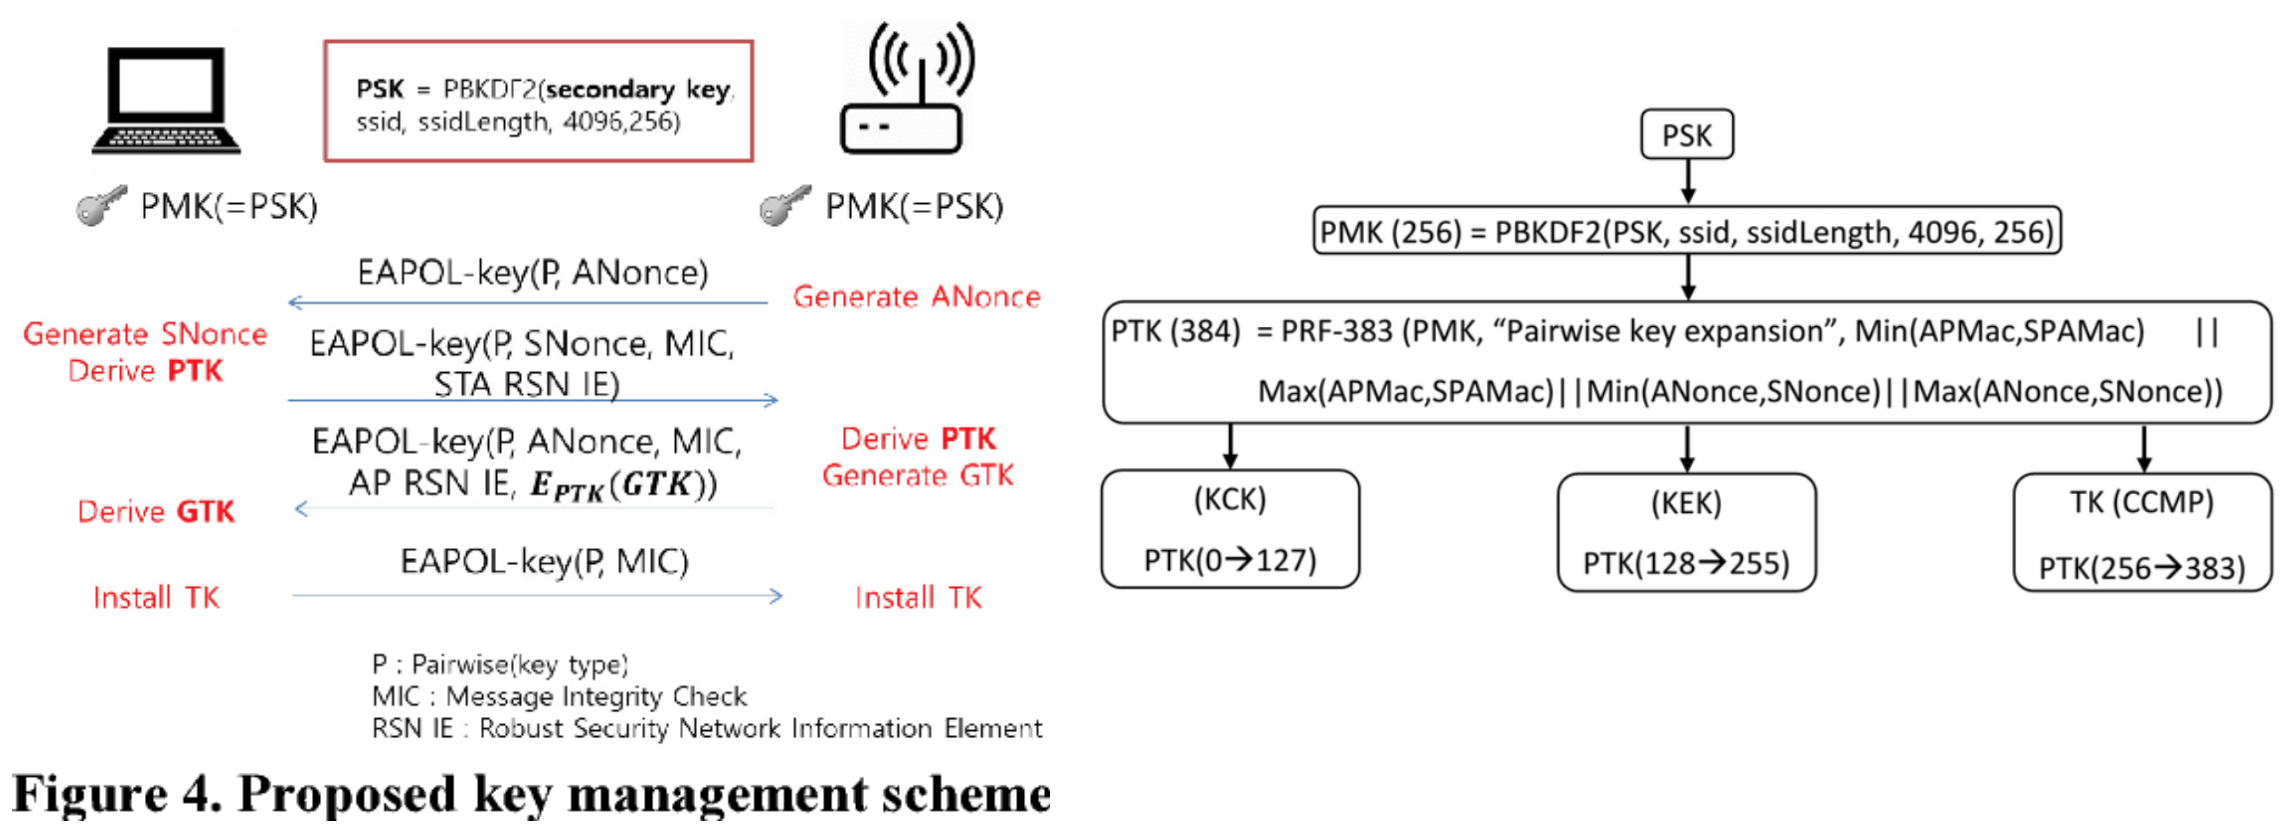 PSK = PBKDF2(secondary key,
ssid, ssidLength, 4096,256)
PMK(=PSK)
PMK(=PSK)
EAPOL-key(P, ANonce)
Generate ANonce
Generate SNonce
Derive PTK
EAPOL-key(P, SNonce, MIC,
STA RSN IE)
EAPOL-key(P, ANonce, MIC,
AP RSN IE, E_PTK(GTK))
Derive PTK
Generate GTK
Derive GTK
EAPOL-key(P, MIC)
Install TK
Install TK
P : Pairwise(key type)
MIC : Message Integrity Check
RSN IE : Robust Security Network Information Element
Figure 4. Proposed key management scheme
PSK
PMK (256) = PBKDF2(PSK, ssid, ssidLength, 4096, 256)
PTK (384) = PRF-383 (PMK, “Pairwise key expansion”, Min(APMac,SPAMac) ||
Max(APMac,SPAMac)||Min(ANonce,SNonce)||Max(ANonce,SNonce))
(KCK)
PTK(0→127)
(KEK)
PTK(128→255)
TK (CCMP)
PTK(256→383)